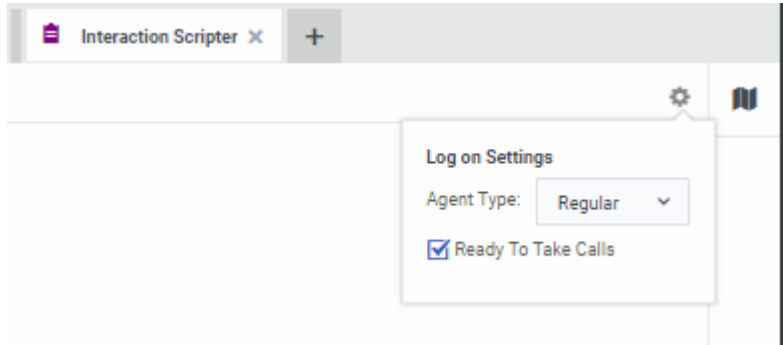 Interaction Scripter
Log on Settings
Agent Type: Regular
Ready To Take Calls